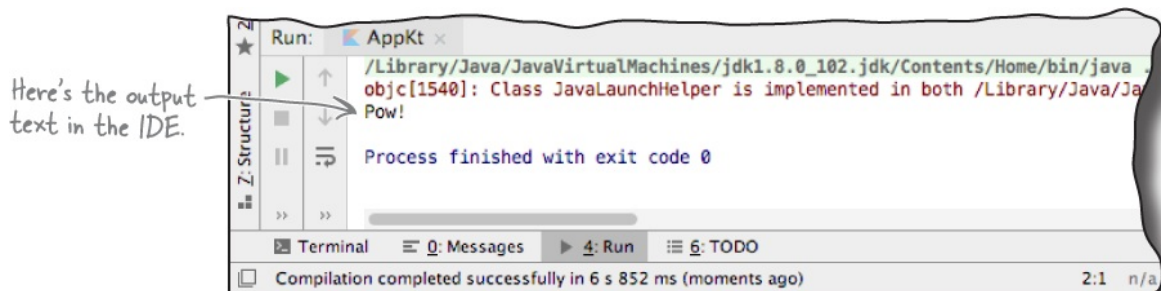 Here's the output
text in the IDE.
Run: AppKt ×
/Library/Java/JavaVirtualMachines/jdk1.8.0_102.jdk/Contents/Home/bin/java .
objc[1540]: Class JavaLaunchHelper is implemented in both /Library/Java/Ja
Pow!
Process finished with exit code 0
Z: Structure
>> >>
Terminal 0: Messages 4: Run 6: TODO
Compilation completed successfully in 6 s 852 ms (moments ago) 2:1 n/a